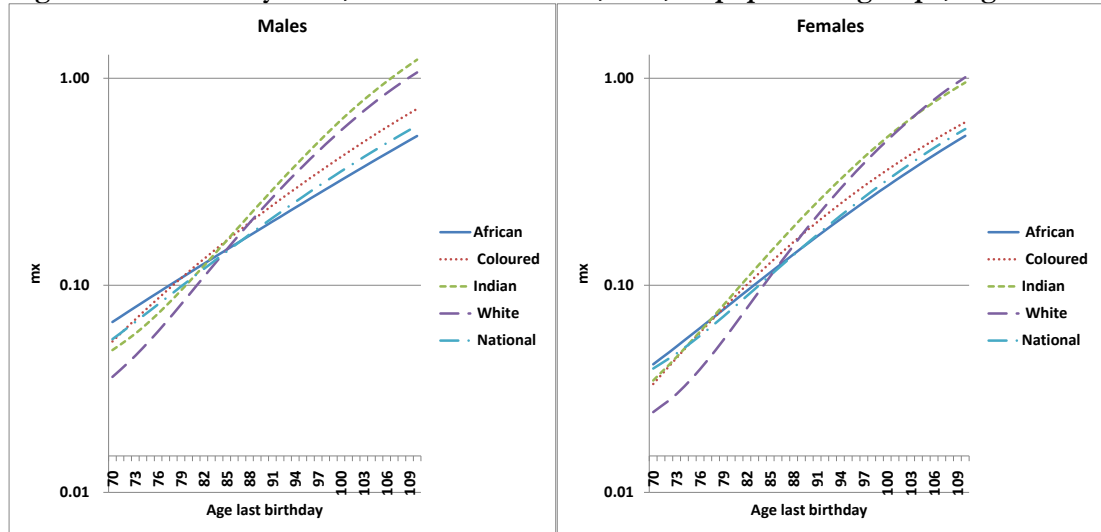 Males
1.00
0.10
0.01
mx
70 73 76 79 82 85 88 91 94 97 100 103 106 109
Age last birthday
African
Coloured
Indian
White
National
Females
1.00
0.10
0.01
mx
70 73 76 79 82 85 88 91 94 97 100 103 106 109
Age last birthday
African
Coloured
Indian
White
National